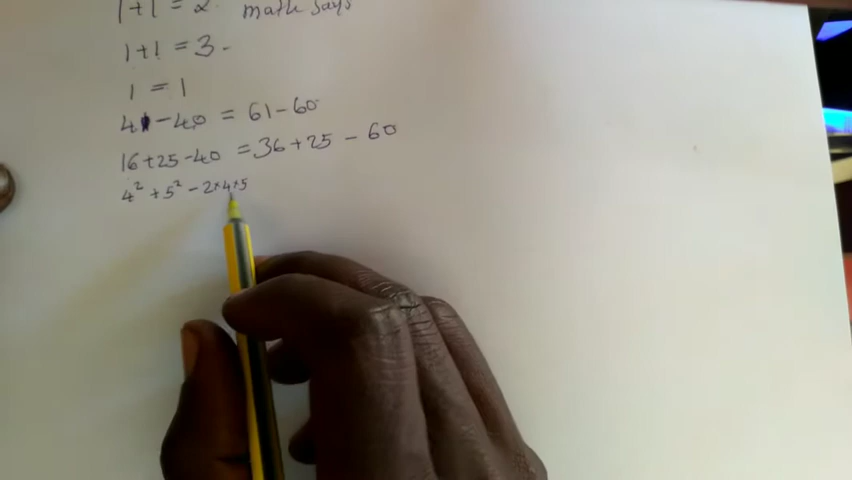 1+1 = 2 math says
1+1 = 3.
1 = 1
41-40 = 61-60
16+25-40 = 36+25-60
4² + 5² - 2×4×5